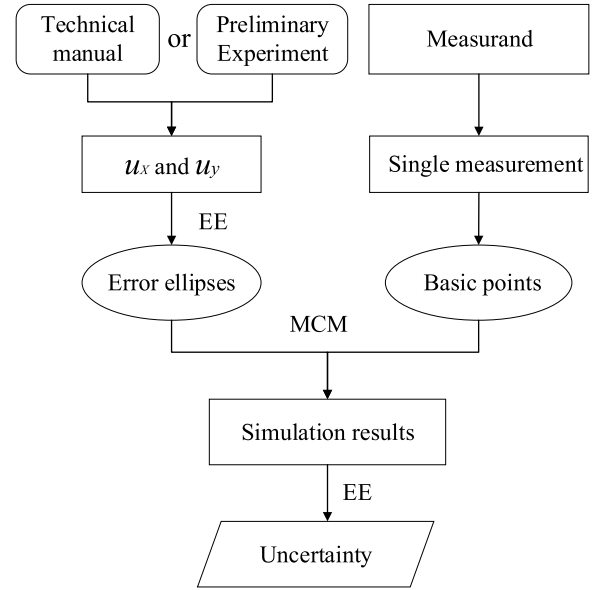 Technical
manual
or
Preliminary
Experiment
Measurand
ux and uy
Single measurement
EE
Error ellipses
Basic points
MCM
Simulation results
EE
Uncertainty